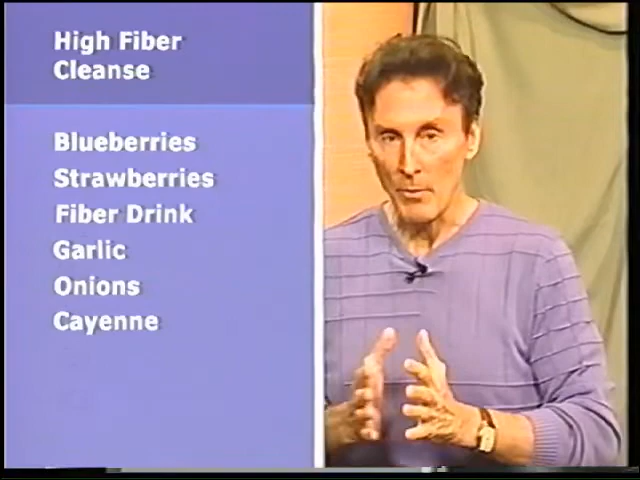 High Fiber
Cleanse
Blueberries
Strawberries
Fiber Drink
Garlic
Onions
Cayenne